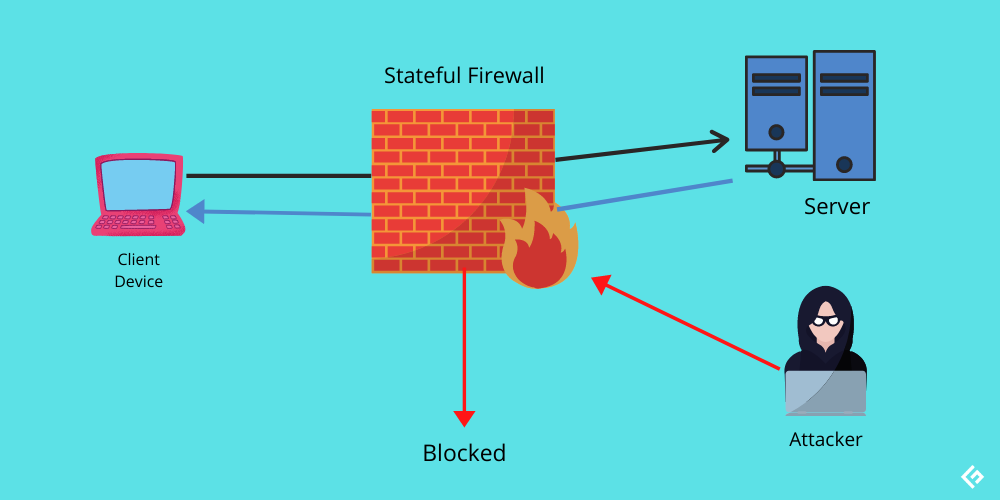 Stateful Firewall
Server
Client
Device
Attacker
Blocked